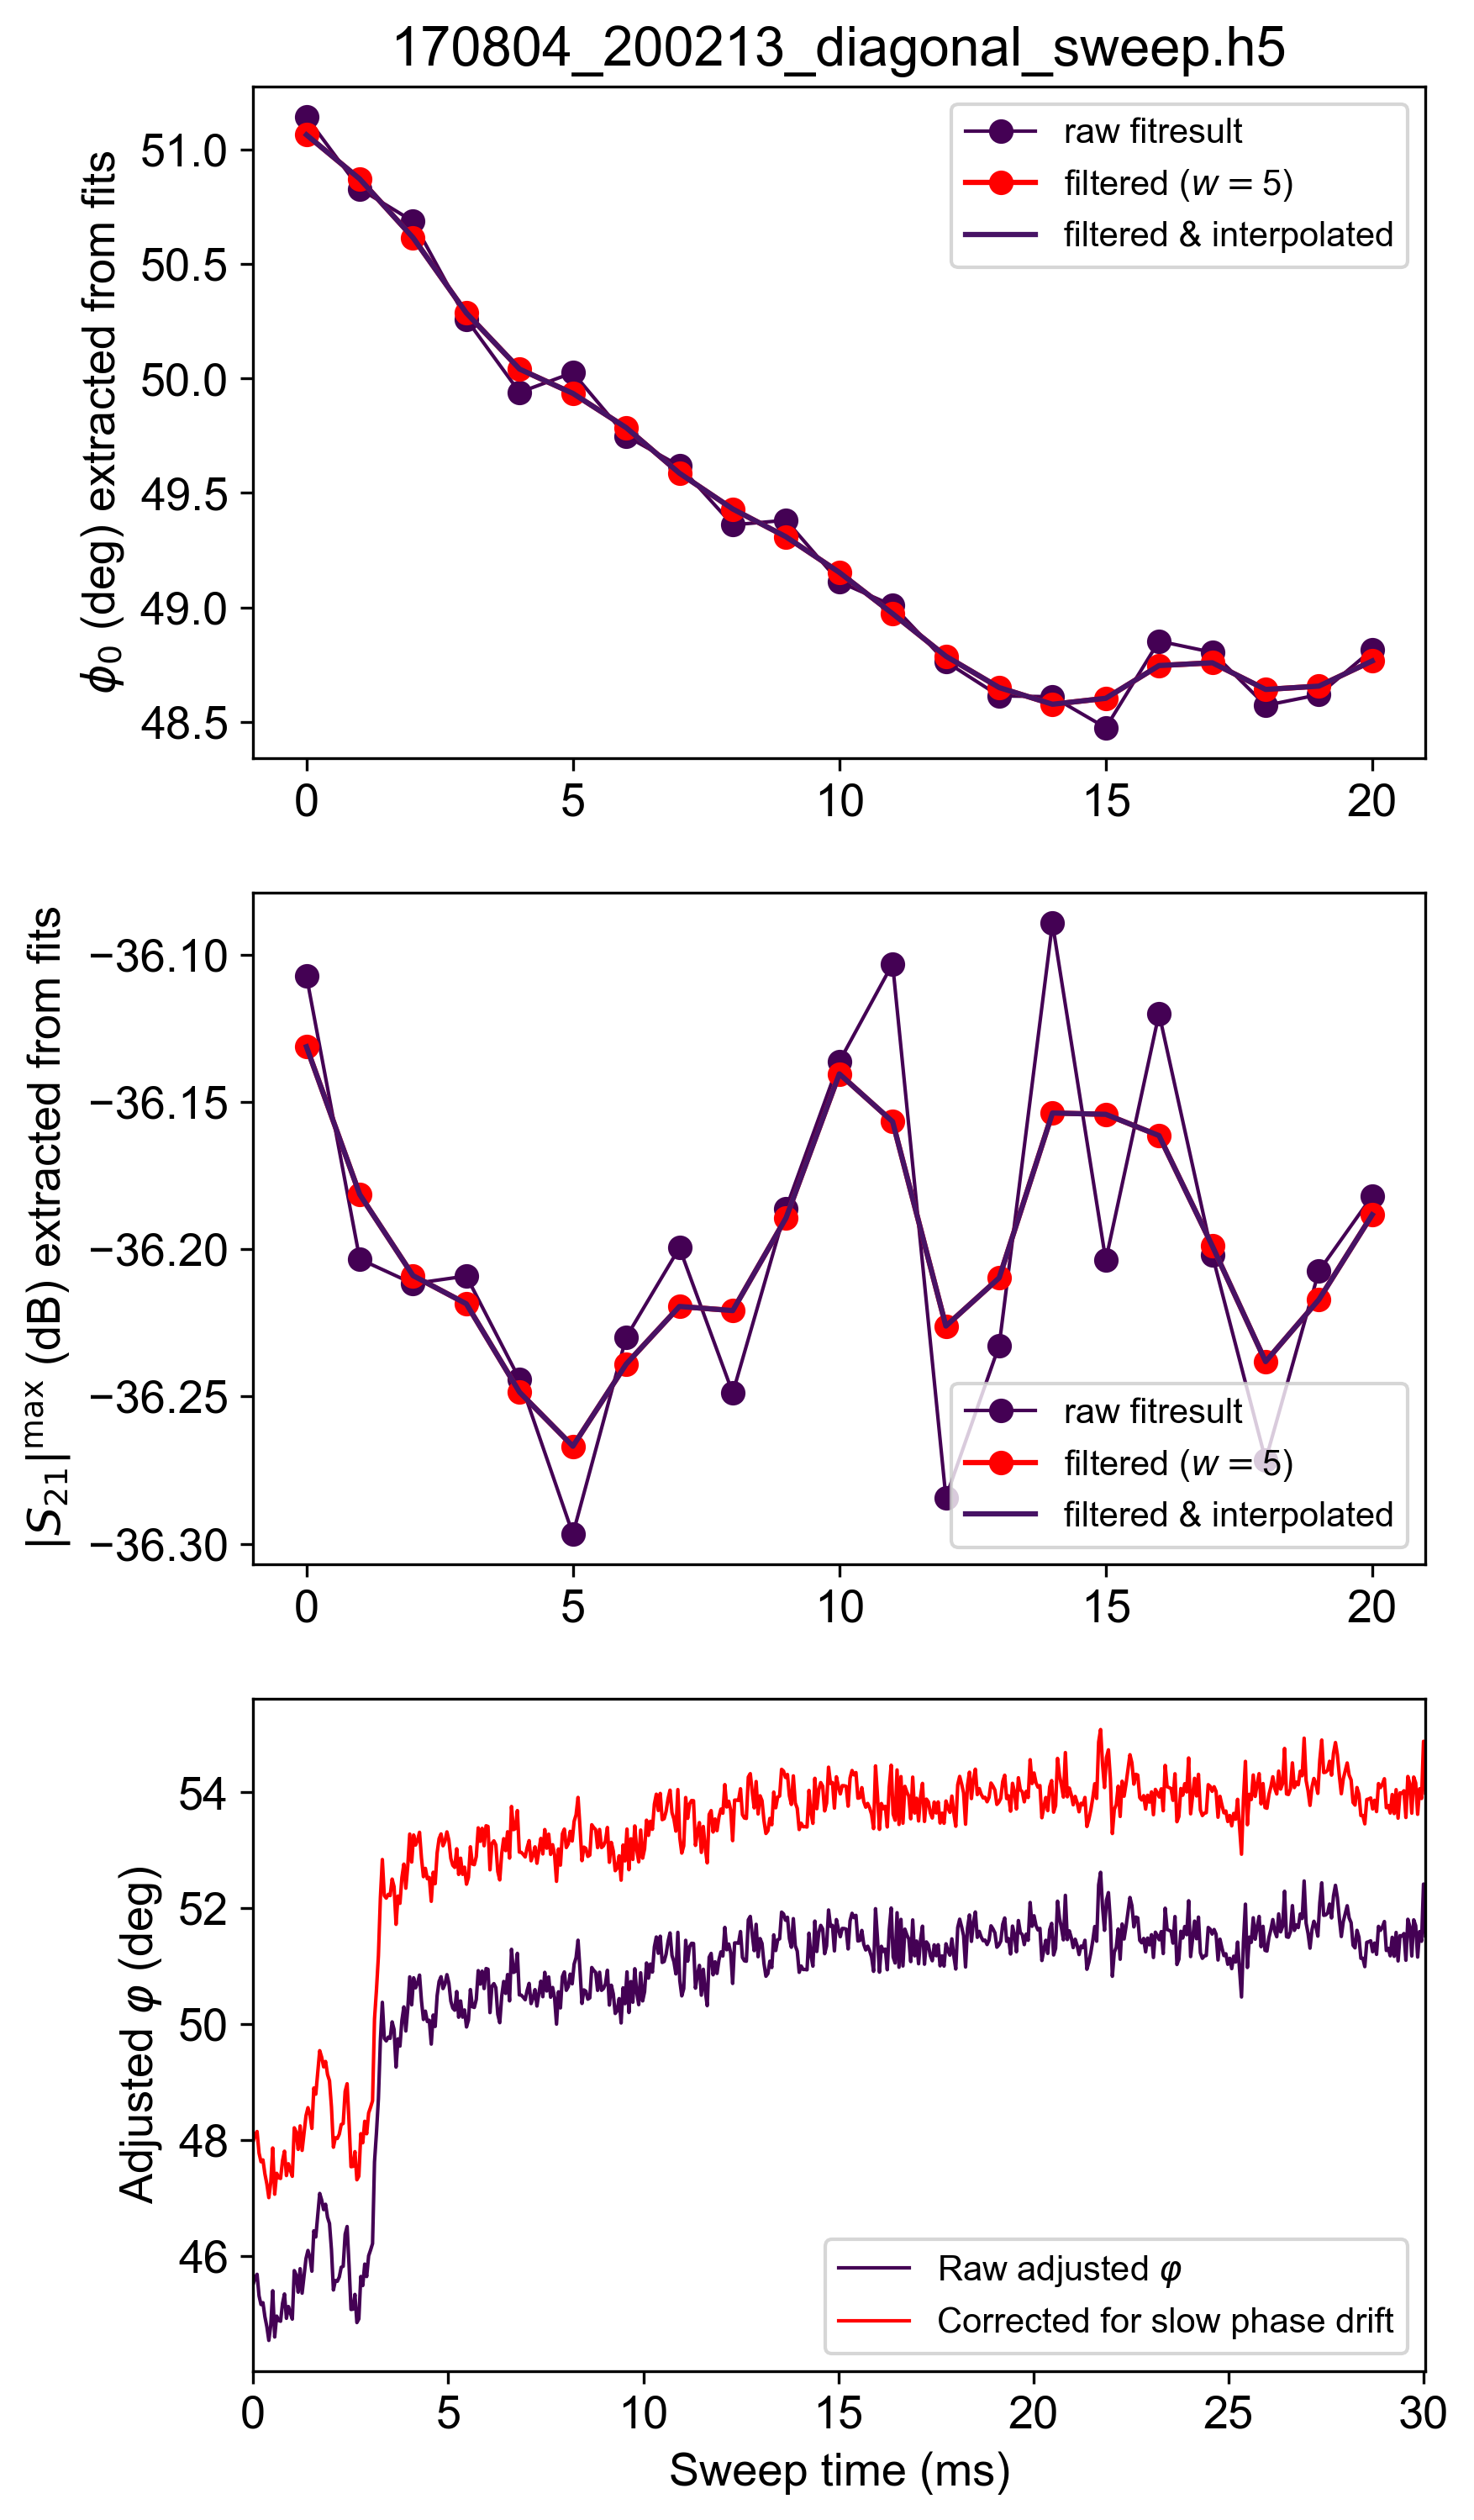 170804_200213_diagonal_sweep.h5
ϕ₀ (deg) extracted from fits
51.0
50.5
50.0
49.5
49.0
48.5
raw fitresult
filtered (w = 5)
filtered & interpolated
0 5 10 15 20
|S₂₁|ᵐᵃˣ (dB) extracted from fits
−36.10
−36.15
−36.20
−36.25
−36.30
raw fitresult
filtered (w = 5)
filtered & interpolated
0 5 10 15 20
Adjusted φ (deg)
54
52
50
48
46
Raw adjusted φ
Corrected for slow phase drift
0 5 10 15 20 25 30
Sweep time (ms)